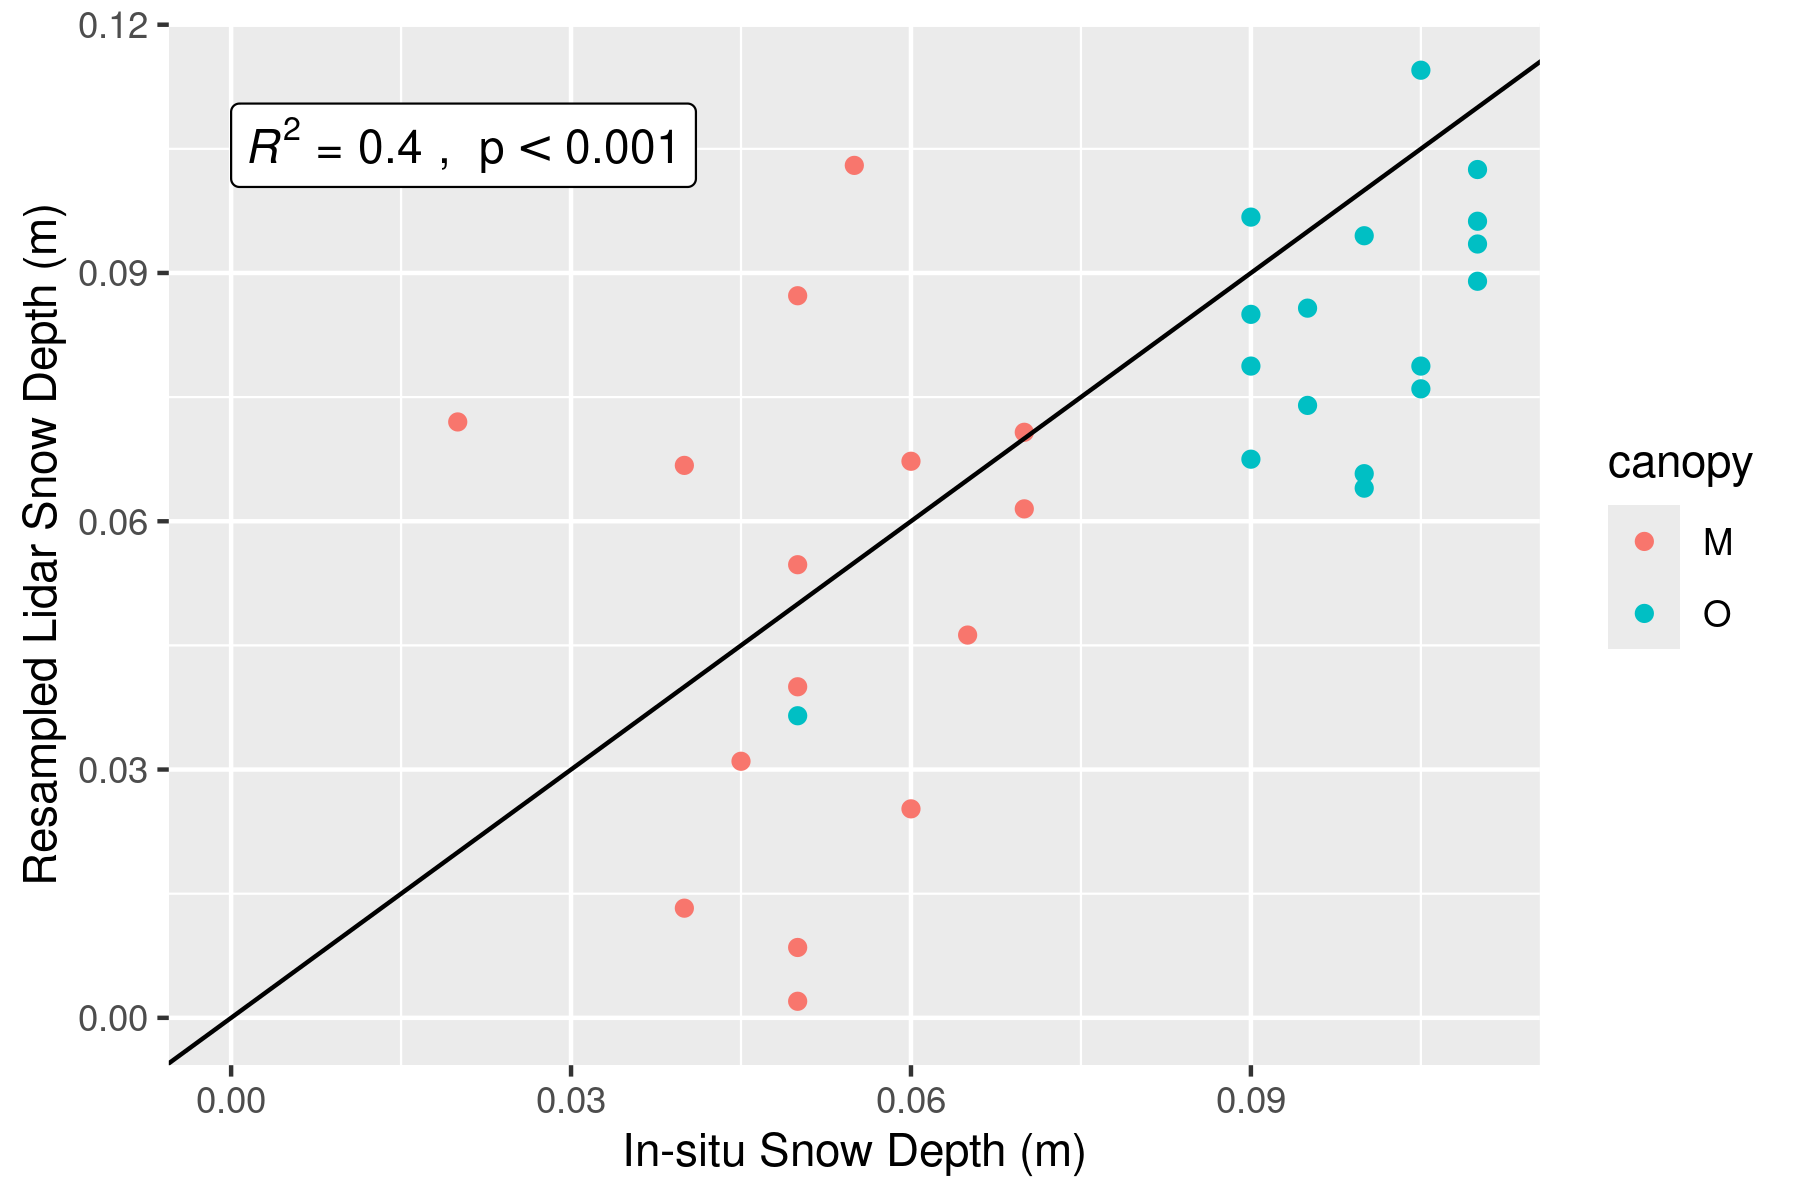 0.12
R² = 0.4 , p < 0.001
0.09
0.06
0.03
0.00
Resampled Lidar Snow Depth (m)
0.00 0.03 0.06 0.09
In-situ Snow Depth (m)
canopy
M
O